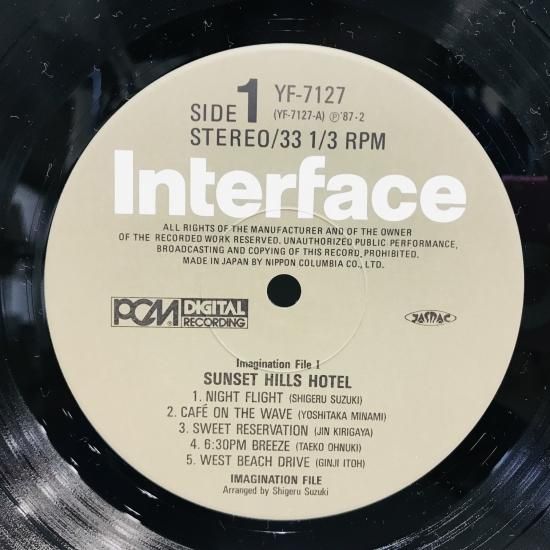 SIDE 1 YF-7127
(YF-7127-A) Ⓟ'87・2
STEREO/33 1/3 RPM
Interface
ALL RIGHTS OF THE MANUFACTURER AND OF THE OWNER
OF THE RECORDED WORK RESERVED. UNAUTHORIZED PUBLIC PERFORMANCE,
BROADCASTING AND COPYING OF THIS RECORD PROHIBITED.
MADE IN JAPAN BY NIPPON COLUMBIA CO., LTD.
PCM® DIGITAL RECORDING
JASRAC
Imagination File I
SUNSET HILLS HOTEL
1. NIGHT FLIGHT (SHIGERU SUZUKI)
2. CAFÉ ON THE WAVE (YOSHITAKA MINAMI)
3. SWEET RESERVATION (JIN KIRIGAYA)
4. 6:30PM BREEZE (TAEKO OHNUKI)
5. WEST BEACH DRIVE (GINJI ITOH)
IMAGINATION FILE
Arranged by Shigeru Suzuki